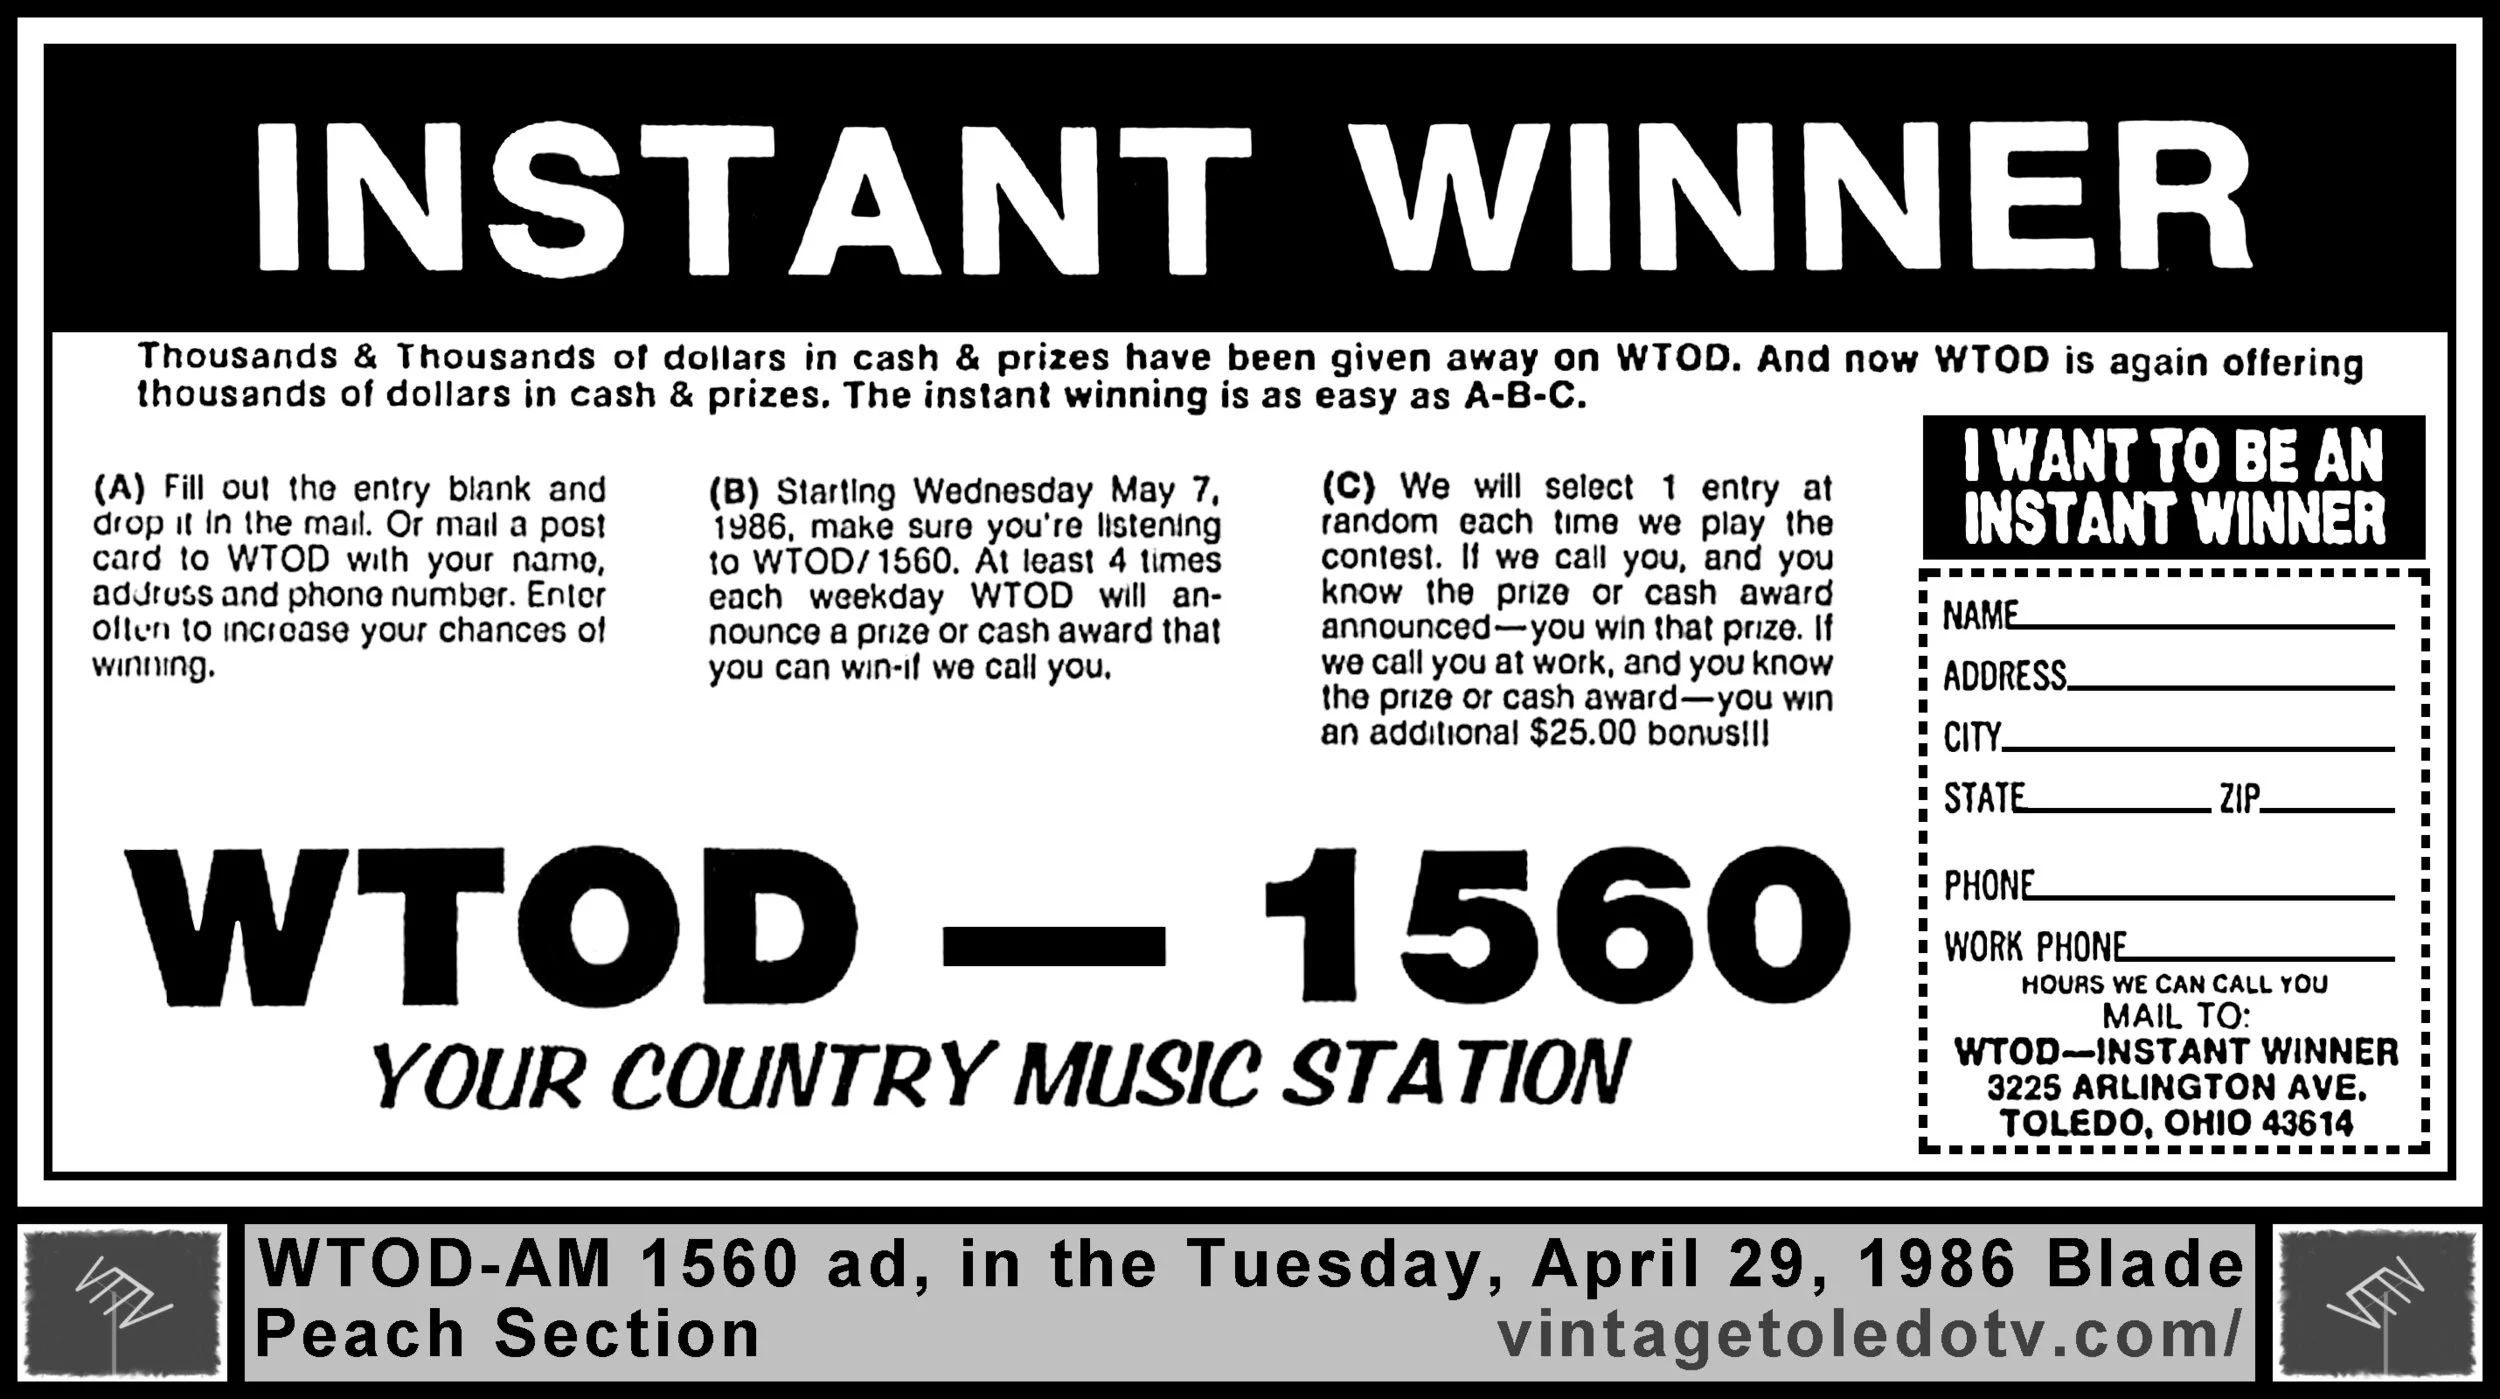 INSTANT WINNER
Thousands & Thousands of dollars in cash & prizes have been given away on WTOD. And now WTOD is again offering
thousands of dollars in cash & prizes. The instant winning is as easy as A-B-C.
(A) Fill out the entry blank and
drop it in the mail. Or mail a post
card to WTOD with your name,
address and phone number. Enter
often to increase your chances of
winning.
(B) Starting Wednesday May 7,
1986, make sure you're listening
to WTOD/1560. At least 4 times
each weekday WTOD will an-
nounce a prize or cash award that
you can win-if we call you.
(C) We will select 1 entry at
random each time we play the
contest. If we call you, and you
know the prize or cash award
announced—you win that prize. If
we call you at work, and you know
the prize or cash award—you win
an additional $25.00 bonus!!!
WTOD — 1560
YOUR COUNTRY MUSIC STATION
I WANT TO BE AN
INSTANT WINNER
NAME
ADDRESS
CITY
STATE ZIP
PHONE
WORK PHONE
HOURS WE CAN CALL YOU
MAIL TO:
WTOD—INSTANT WINNER
3225 ARLINGTON AVE.
TOLEDO, OHIO 43614
WTOD-AM 1560 ad, in the Tuesday, April 29, 1986 Blade
Peach Section
vintagetoledotv.com/